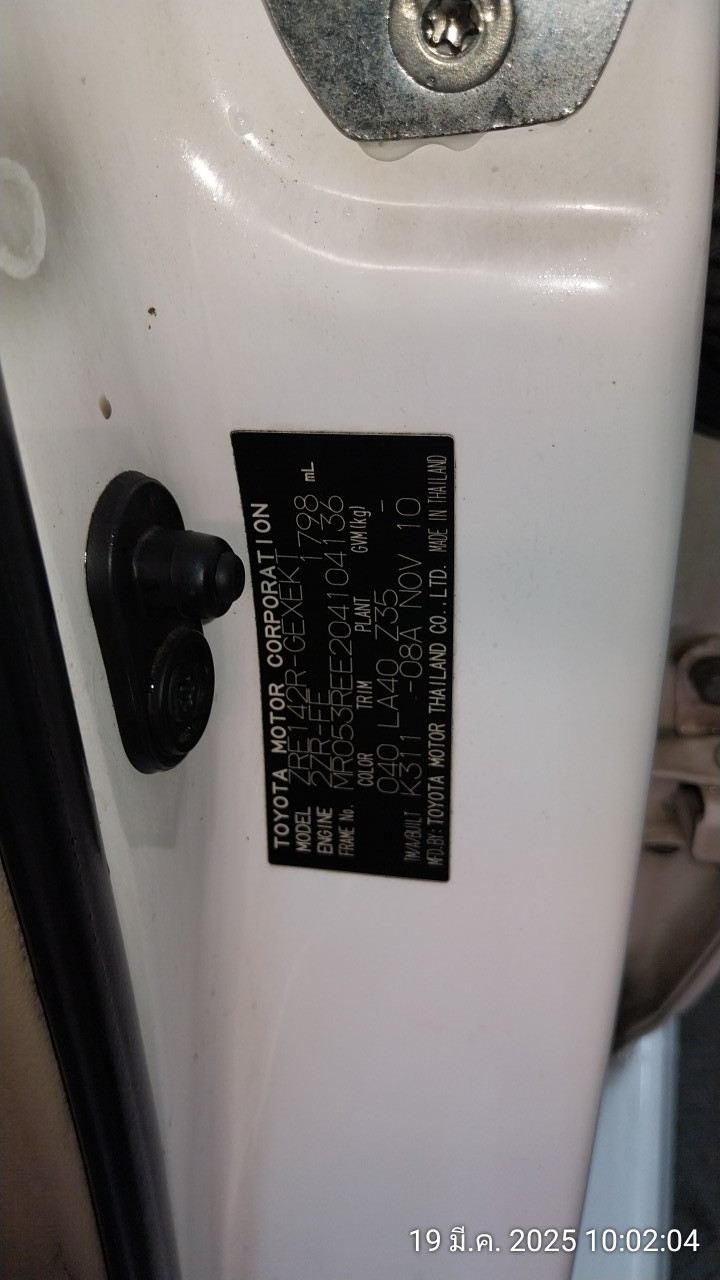 TOYOTA MOTOR CORPORATION
MODEL ZRE142R-GEXEKT
ENGINE 2ZR-FE 1798 mL
FRAME No. MR053REE204104136
COLOR TRIM PLANT GVM(kg)
040 LA40 Z35 -
T/M/A/BUILT K311 -08A NOV 10
MFD.BY:TOYOTA MOTOR THAILAND CO.,LTD. MADE IN THAILAND
19 มี.ค. 2025 10:02:04